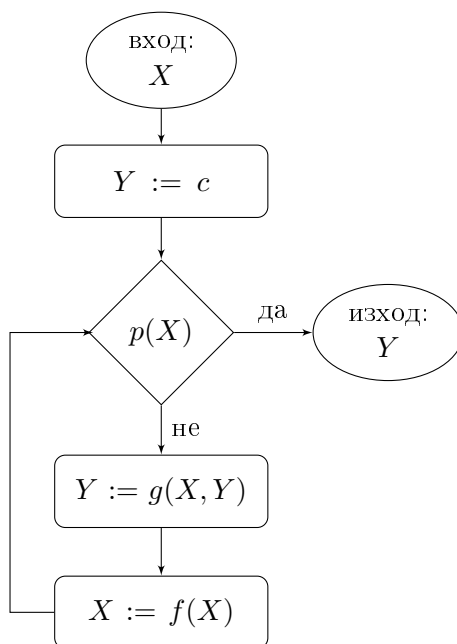 вход:
X
Y := c
p(X)
да
изход:
Y
не
Y := g(X, Y)
X := f(X)